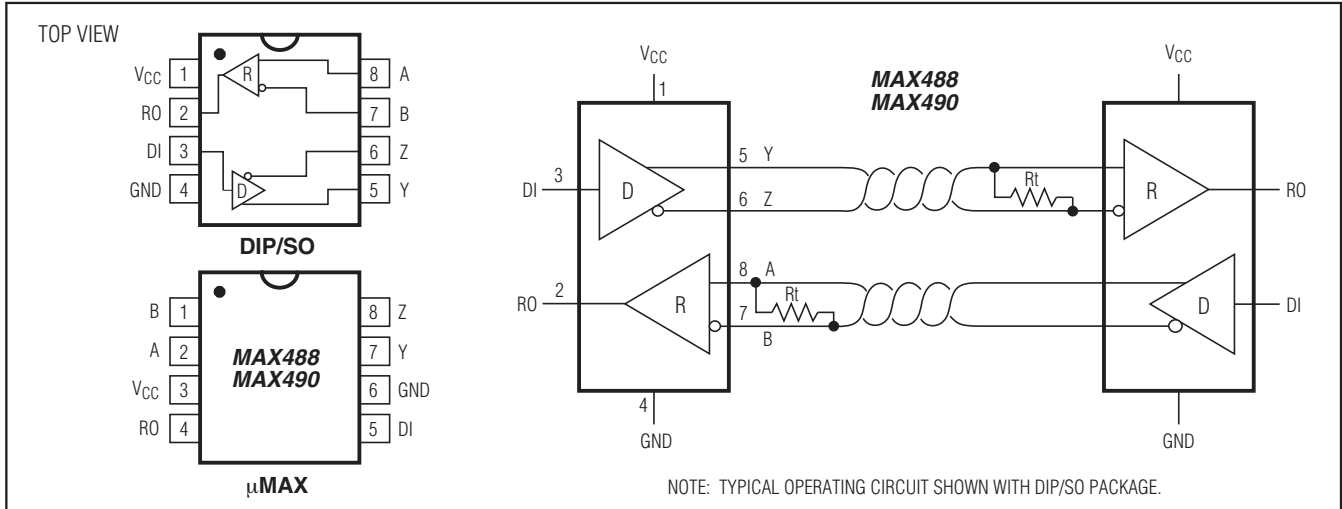 TOP VIEW
VCC 1
RO 2
DI 3
GND 4
8 A
7 B
6 Z
5 Y
R
D
DIP/SO
B 1
A 2
VCC 3
RO 4
8 Z
7 Y
6 GND
5 DI
MAX488
MAX490
µMAX
VCC
1
MAX488
MAX490
VCC
DI 3
D
5 Y
6 Z
Rt
R
RO
RO 2
R
8 A
7
B
Rt
D
DI
4
GND
GND
NOTE: TYPICAL OPERATING CIRCUIT SHOWN WITH DIP/SO PACKAGE.